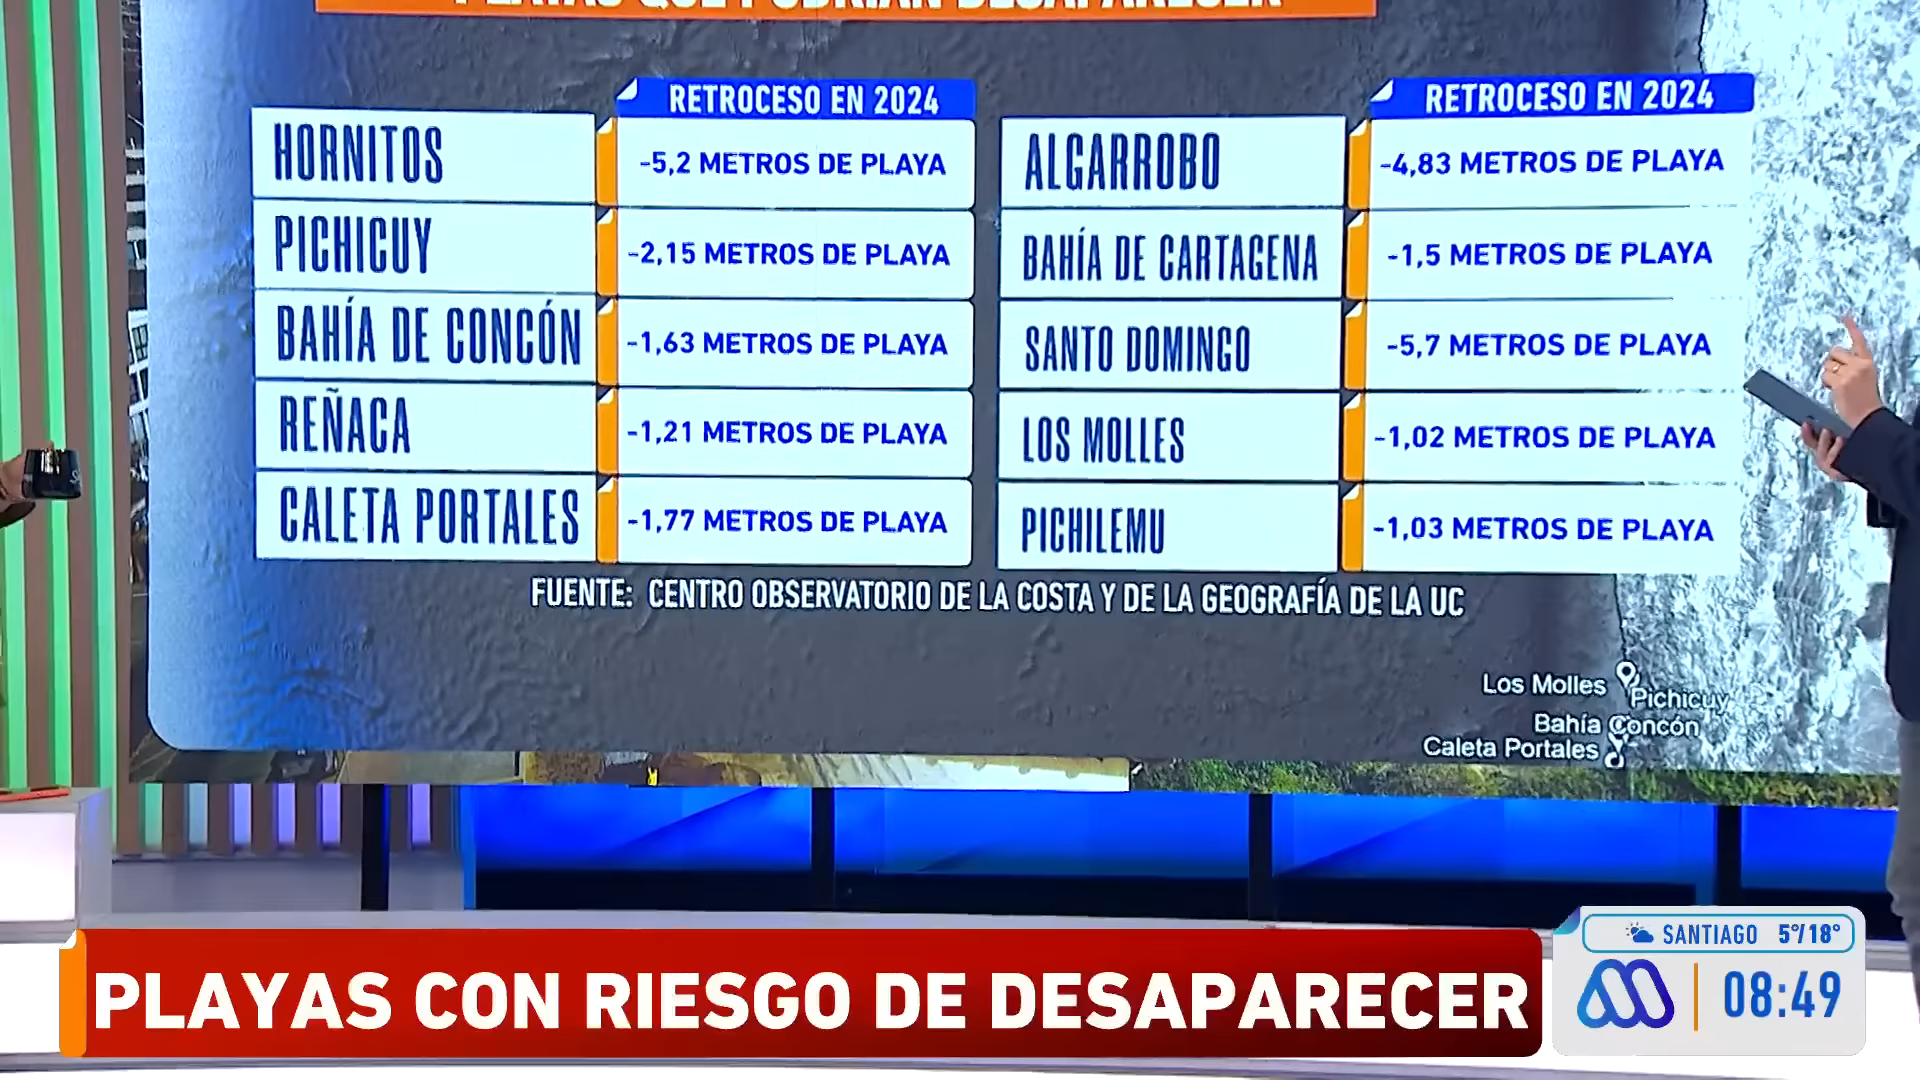 PLAYAS QUE PODRÍAN DESAPARECER
RETROCESO EN 2024
HORNITOS -5,2 METROS DE PLAYA
PICHICUY -2,15 METROS DE PLAYA
BAHÍA DE CONCÓN -1,63 METROS DE PLAYA
REÑACA -1,21 METROS DE PLAYA
CALETA PORTALES -1,77 METROS DE PLAYA
RETROCESO EN 2024
ALGARROBO -4,83 METROS DE PLAYA
BAHÍA DE CARTAGENA -1,5 METROS DE PLAYA
SANTO DOMINGO -5,7 METROS DE PLAYA
LOS MOLLES -1,02 METROS DE PLAYA
PICHILEMU -1,03 METROS DE PLAYA
FUENTE: CENTRO OBSERVATORIO DE LA COSTA Y DE LA GEOGRAFÍA DE LA UC
Los Molles
Pichicuy
Bahía Concón
Caleta Portales
PLAYAS CON RIESGO DE DESAPARECER
SANTIAGO 5°/18°
08:49